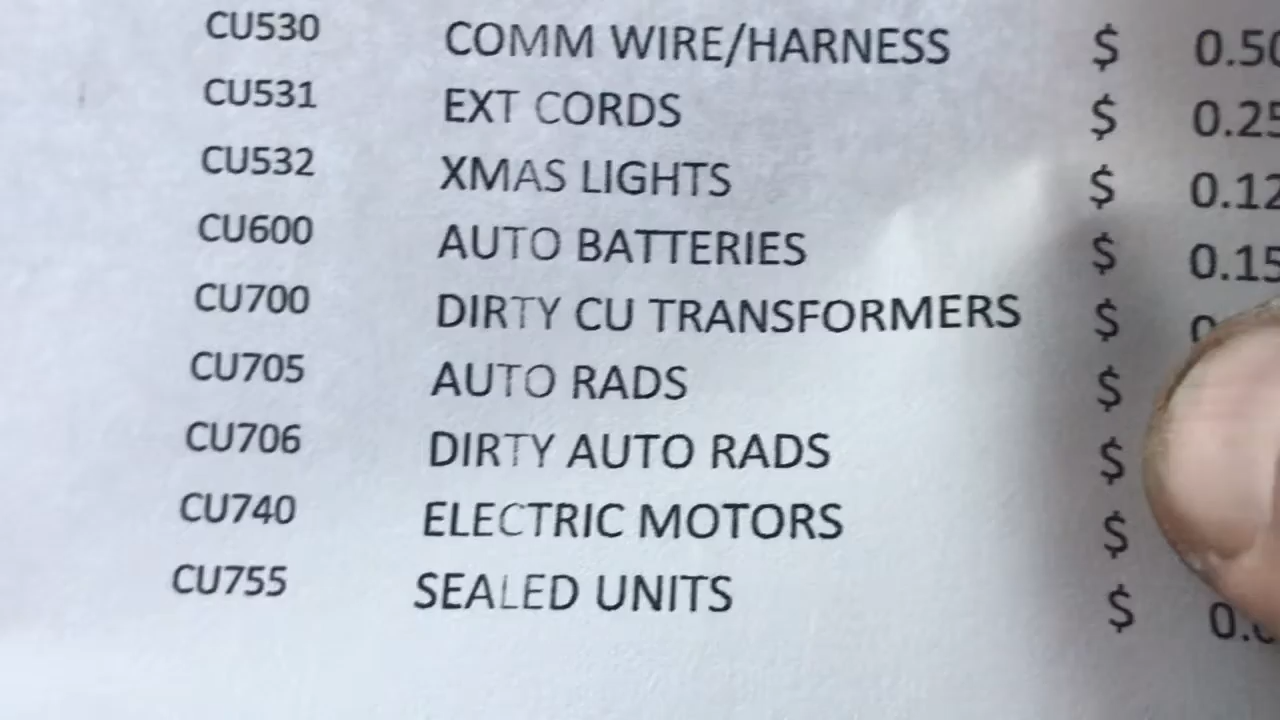 CU530 COMM WIRE/HARNESS $ 0.50
CU531 EXT CORDS $ 0.25
CU532 XMAS LIGHTS $ 0.12
CU600 AUTO BATTERIES $ 0.15
CU700 DIRTY CU TRANSFORMERS $
CU705 AUTO RADS $
CU706 DIRTY AUTO RADS $
CU740 ELECTRIC MOTORS $
CU755 SEALED UNITS $